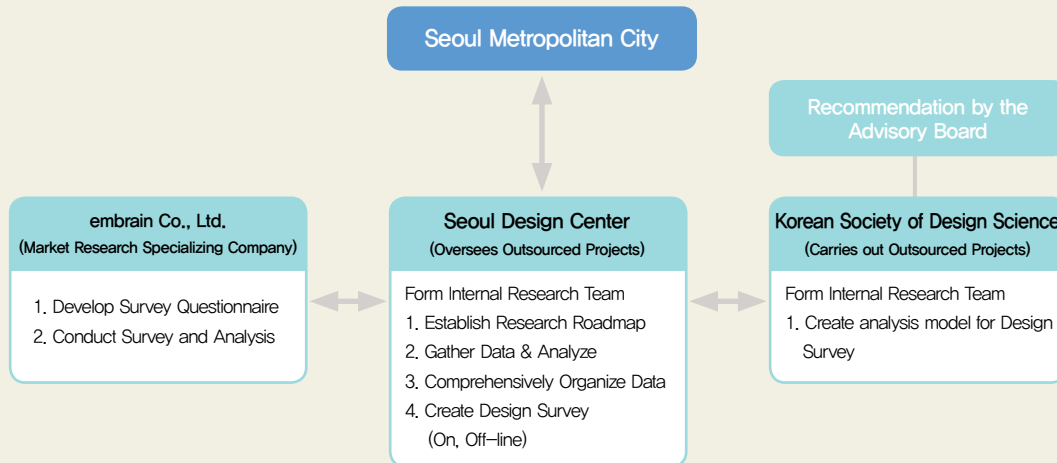 Seoul Metropolitan City
Recommendation by the
Advisory Board
embrain Co., Ltd.
(Market Research Specializing Company)
1. Develop Survey Questionnaire
2. Conduct Survey and Analysis
Seoul Design Center
(Oversees Outsourced Projects)
Form Internal Research Team
1. Establish Research Roadmap
2. Gather Data & Analyze
3. Comprehensively Organize Data
4. Create Design Survey
(On, Off-line)
Korean Society of Design Science
(Carries out Outsourced Projects)
Form Internal Research Team
1. Create analysis model for Design
Survey